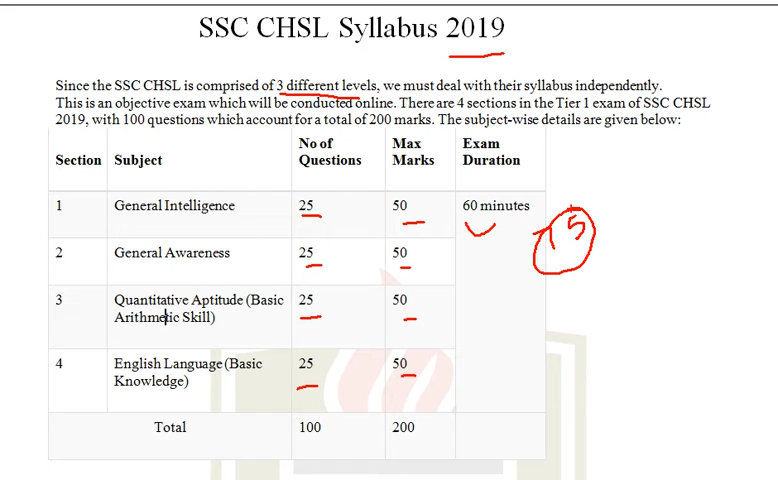 SSC CHSL Syllabus 2019
Since the SSC CHSL is comprised of 3 different levels, we must deal with their syllabus independently.
This is an objective exam which will be conducted online. There are 4 sections in the Tier 1 exam of SSC CHSL
2019, with 100 questions which account for a total of 200 marks. The subject-wise details are given below:
Section Subject No of Questions Max Marks Exam Duration
1 General Intelligence 25 50 60 minutes
2 General Awareness 25 50
3 Quantitative Aptitude (Basic Arithmetic Skill) 25 50
4 English Language (Basic Knowledge) 25 50
Total 100 200
15